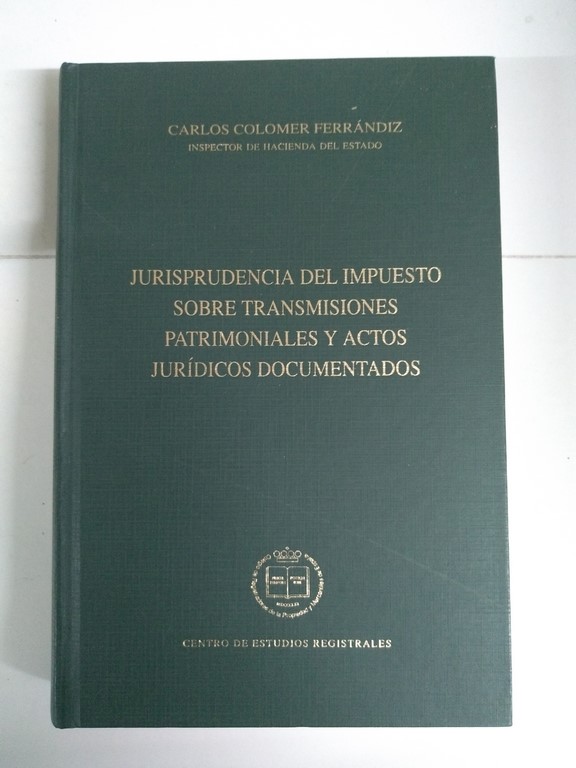 CARLOS COLOMER FERRÁNDIZ
INSPECTOR DE HACIENDA DEL ESTADO
JURISPRUDENCIA DEL IMPUESTO
SOBRE TRANSMISIONES
PATRIMONIALES Y ACTOS
JURÍDICOS DOCUMENTADOS
CENTRO DE ESTUDIOS REGISTRALES